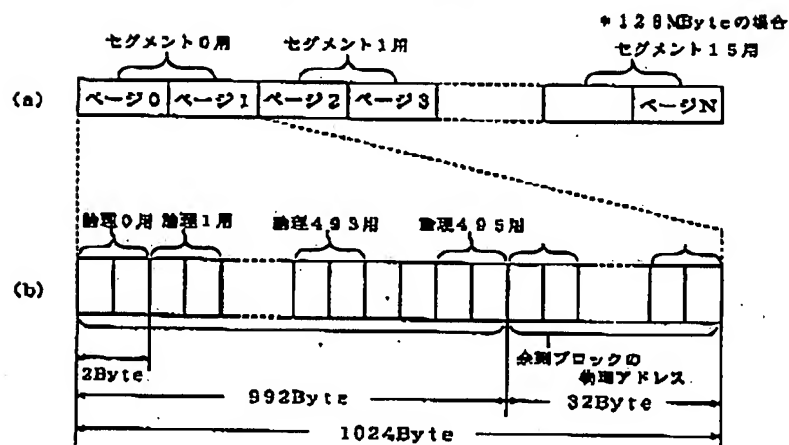 *128MByteの場合
セグメント0用 セグメント1用 セグメント15用
(a) ページ0 ページ1 ページ2 ページ3 ページN
論理0用 論理1用 論理493用 論理495用
(b)
余剰ブロックの
物理アドレス
2Byte
992Byte 32Byte
1024Byte